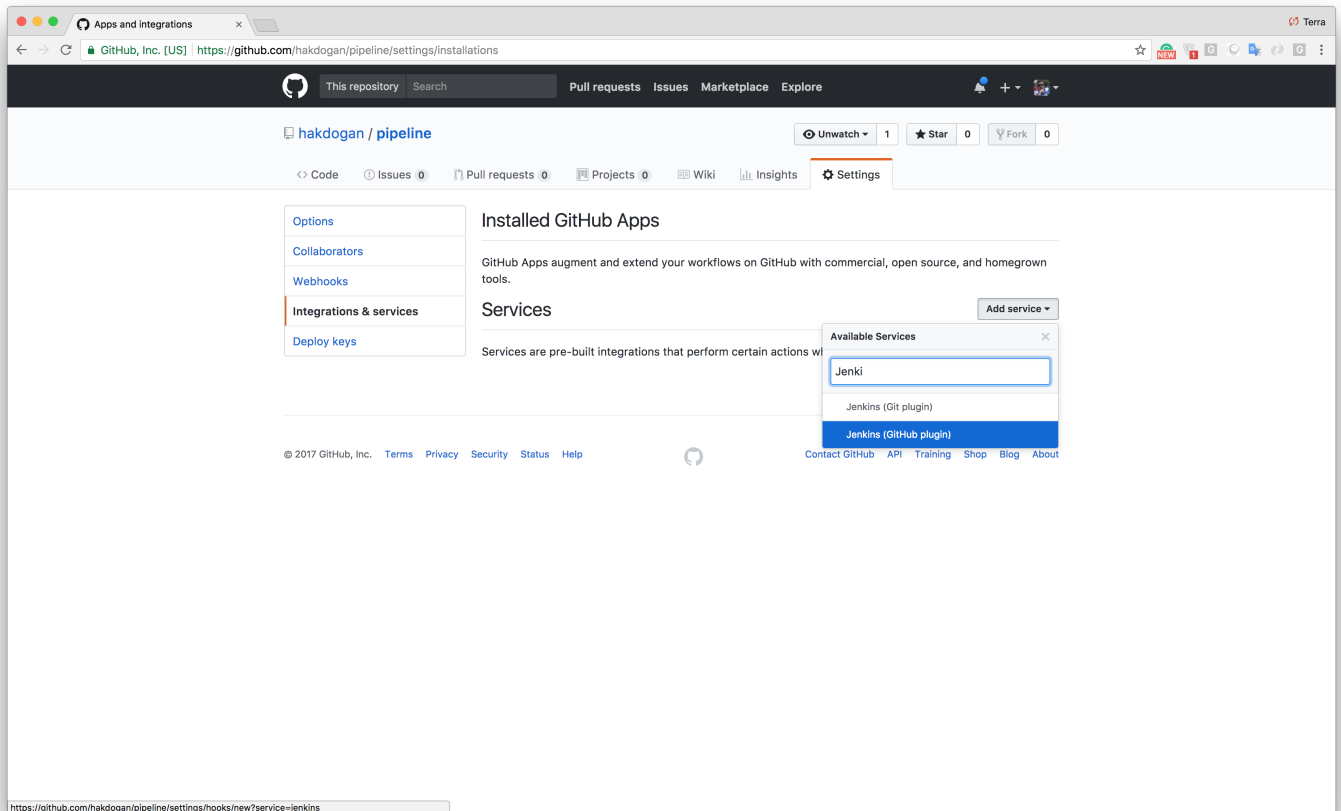 Apps and integrations
Terra
GitHub, Inc. [US] https://github.com/hakdogan/pipeline/settings/installations
NEW 1 G G
This repository Search Pull requests Issues Marketplace Explore
hakdogan / pipeline
Unwatch 1 Star 0 Fork 0
Code Issues 0 Pull requests 0 Projects 0 Wiki Insights Settings
Options
Collaborators
Webhooks
Integrations & services
Deploy keys
Installed GitHub Apps
GitHub Apps augment and extend your workflows on GitHub with commercial, open source, and homegrown
tools.
Services
Add service
Services are pre-built integrations that perform certain actions
Available Services
Jenki
Jenkins (Git plugin)
Jenkins (GitHub plugin)
© 2017 GitHub, Inc. Terms Privacy Security Status Help
Contact GitHub API Training Shop Blog About
https://github.com/hakdogan/pipeline/settings/hooks/new?service=jenkins